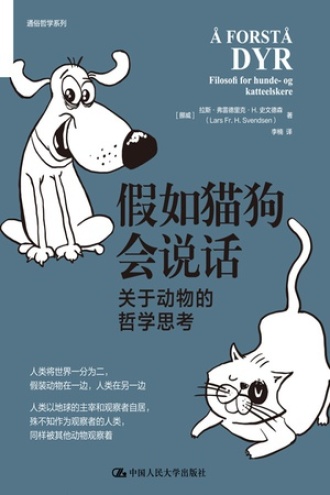 通俗哲学系列
Å FORSTÅ
DYR
Filosofi for hunde- og
katteelskere
[挪威] 拉斯·弗雷德里克·H. 史文德森 著
(Lars Fr. H. Svendsen)
李楠 译
假如猫狗
会说话
关于动物的
哲学思考
人类将世界一分为二，
假装动物在一边，人类在另一边
人类以地球的主宰和观察者自居，
殊不知作为观察者的人类，
同样被其他动物观察着
中国人民大学出版社